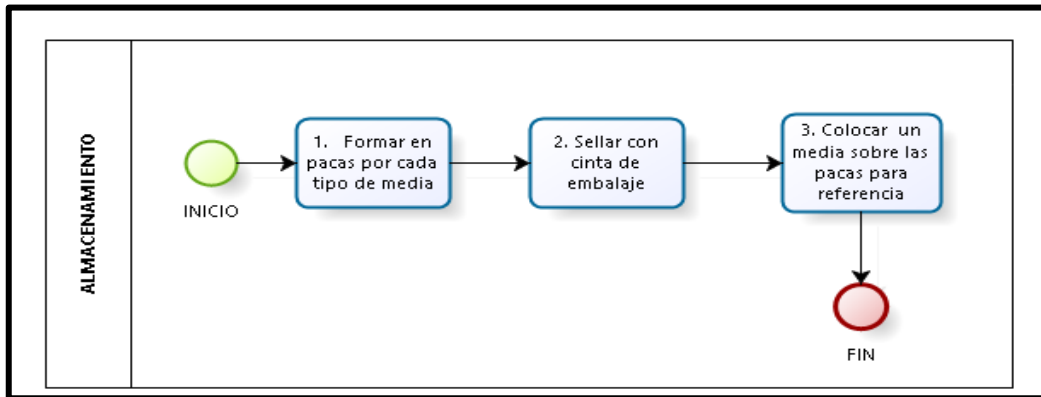 ALMACENAMIENTO
INICIO
1. Formar en
pacas por cada
tipo de media
2. Sellar con
cinta de
embalaje
3. Colocar un
media sobre las
pacas para
referencia
FIN